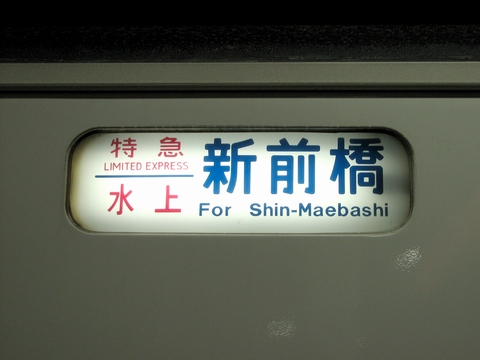 特急
LIMITED EXPRESS
水上
新前橋
For Shin-Maebashi